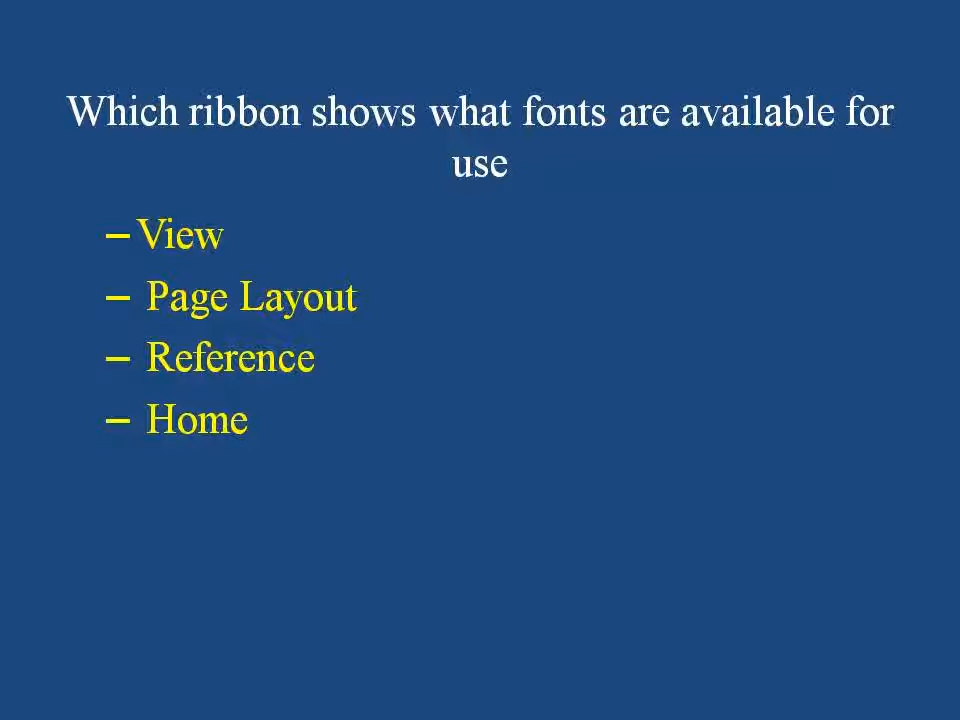 Which ribbon shows what fonts are available for
use
– View
– Page Layout
– Reference
– Home